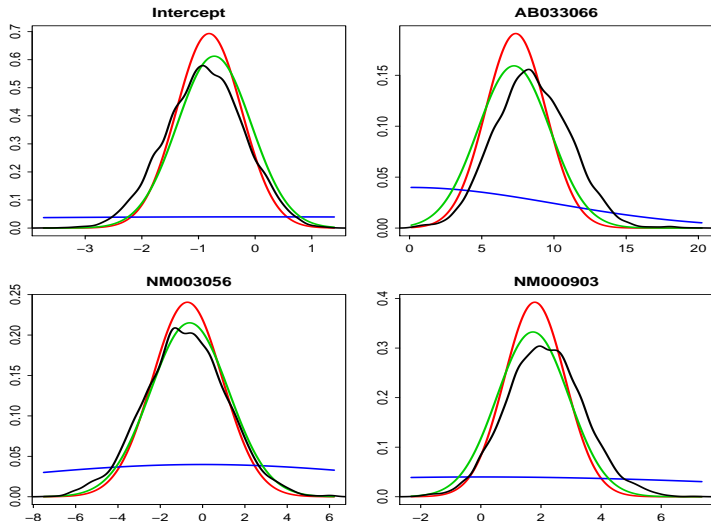 Intercept
0.0 0.1 0.2 0.3 0.4 0.5 0.6 0.7
−3 −2 −1 0 1
AB033066
0.00 0.05 0.10 0.15
0 5 10 15 20
NM003056
0.00 0.05 0.10 0.15 0.20 0.25
−8 −6 −4 −2 0 2 4 6
NM000903
0.0 0.1 0.2 0.3 0.4
−2 0 2 4 6